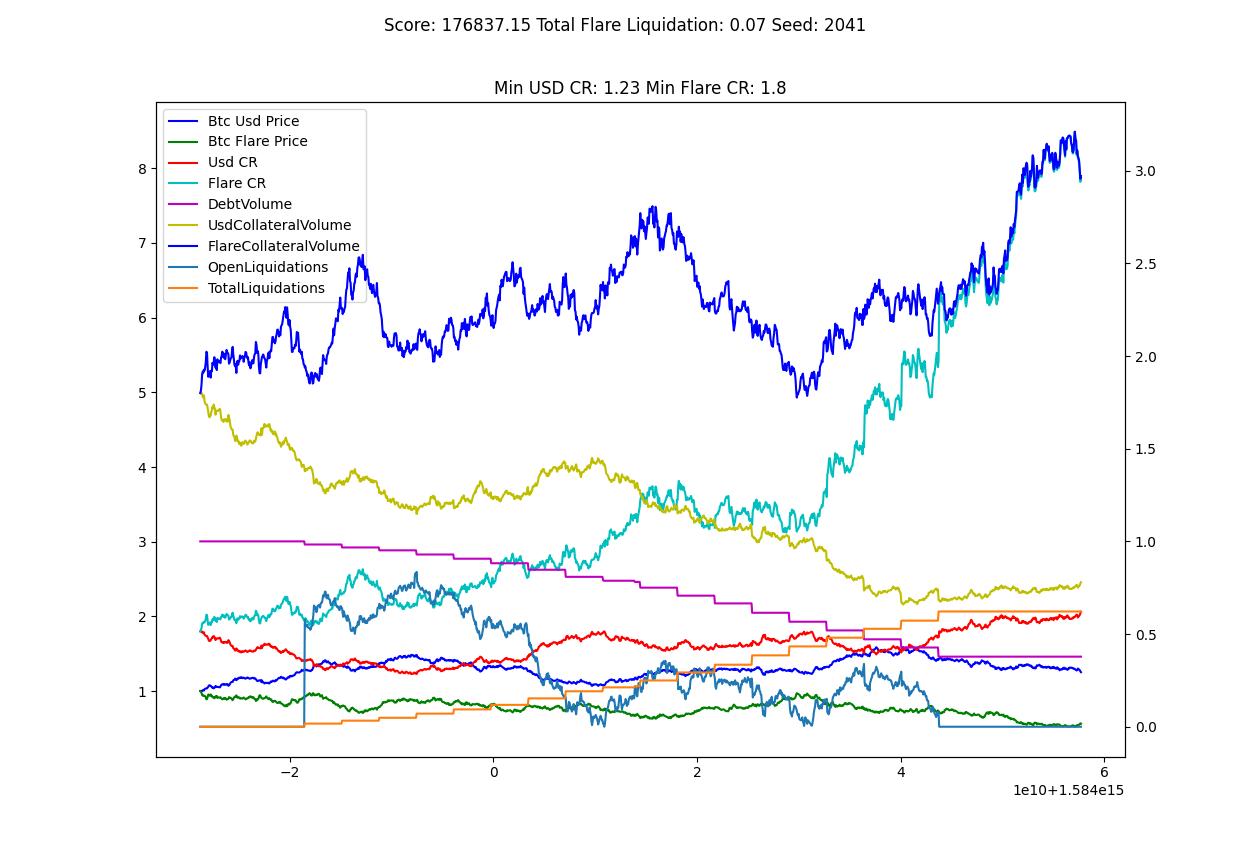 Score: 176837.15 Total Flare Liquidation: 0.07 Seed: 2041
Min USD CR: 1.23 Min Flare CR: 1.8
Btc Usd Price
Btc Flare Price
Usd CR
Flare CR
DebtVolume
UsdCollateralVolume
FlareCollateralVolume
OpenLiquidations
TotalLiquidations
8
7
6
5
4
3
2
1
3.0
2.5
2.0
1.5
1.0
0.5
0.0
−2
0
2
4
6
1e10+1.584e15